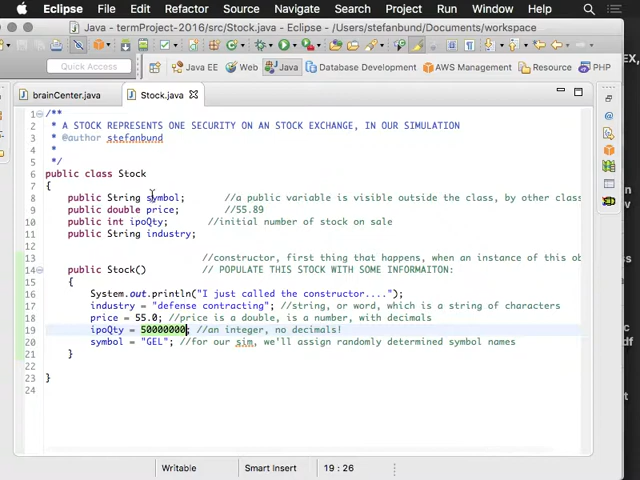 Eclipse File Edit Source Refactor Navigate Search Project Run Window Help
Java - termProject-2016/src/Stock.java - Eclipse - /Users/stefanbund/Documents/workspace
EX,
Quick Access Java EE Web Java Database Development AWS Management Resource PHP
brainCenter.java Stock.java
1 /**
2 * A STOCK REPRESENTS ONE SECURITY ON AN STOCK EXCHANGE, IN OUR SIMULATION
3 * @author stefanbund
4 *
5 */
6 public class Stock
7 {
8 public String symbol; //a public variable is visible outside the class, by other clas
9 public double price; //55.89
10 public int ipoQty; //initial number of stock on sale
11 public String industry;
12
13 //constructor, first thing that happens, when an instance of this ob
14 public Stock() // POPULATE THIS STOCK WITH SOME INFORMAITON:
15 {
16 System.out.println("I just called the constructor....");
17 industry = "defense contracting"; //string, or word, which is a string of characters
18 price = 55.0; //price is a double, is a number, with decimals
19 ipoQty = 50000000; //an integer, no decimals!
20 symbol = "GEL"; //for our sim, we'll assign randomly determined symbol names
21 }
22
23 }
24
df
Writable Smart Insert 19 : 26